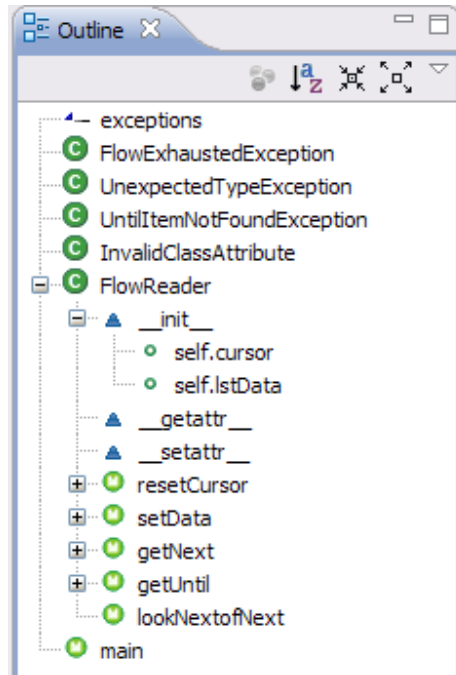 Outline
exceptions
FlowExhaustedException
UnexpectedTypeException
UntilItemNotFoundException
InvalidClassAttribute
FlowReader
__init__
self.cursor
self.lstData
__getattr__
__setattr__
resetCursor
setData
getNext
getUntil
lookNextofNext
main